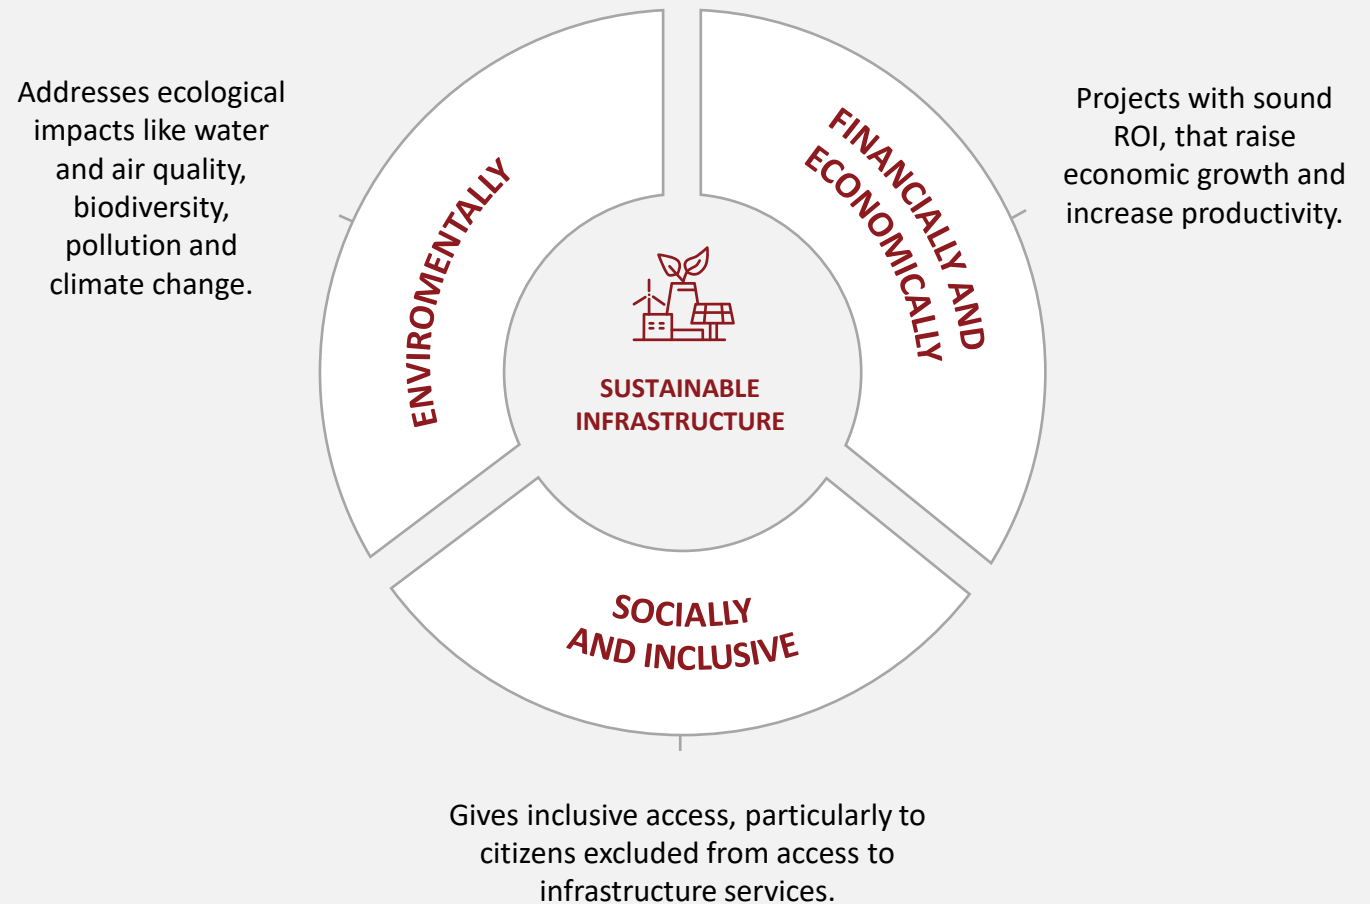 Addresses ecological
impacts like water
and air quality,
biodiversity,
pollution and
climate change.
ENVIROMENTALLY
FINANCIALLY AND
ECONOMICALLY
Projects with sound
ROI, that raise
economic growth and
increase productivity.
SUSTAINABLE
INFRASTRUCTURE
SOCIALLY
AND INCLUSIVE
Gives inclusive access, particularly to
citizens excluded from access to
infrastructure services.